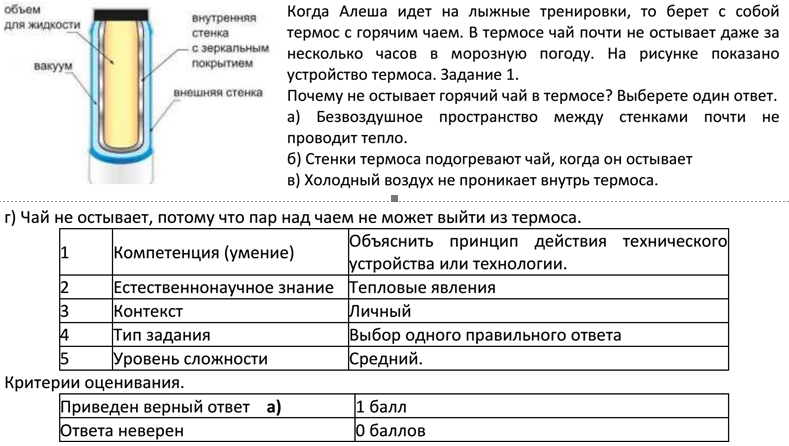 объем
для жидкости
вакуум
внутренняя
стенка
с зеркальным
покрытием
внешняя стенка
Когда Алеша идет на лыжные тренировки, то берет с собой
термос с горячим чаем. В термосе чай почти не остывает даже за
несколько часов в морозную погоду. На рисунке показано
устройство термоса. Задание 1.
Почему не остывает горячий чай в термосе? Выберете один ответ.
а) Безвоздушное пространство между стенками почти не
проводит тепло.
б) Стенки термоса подогревают чай, когда он остывает
в) Холодный воздух не проникает внутрь термоса.
г) Чай не остывает, потому что пар над чаем не может выйти из термоса.
1 Компетенция (умение) Объяснить принцип действия технического
устройства или технологии.
2 Естественнонаучное знание Тепловые явления
3 Контекст Личный
4 Тип задания Выбор одного правильного ответа
5 Уровень сложности Средний.
Критерии оценивания.
Приведен верный ответ а) 1 балл
Ответа неверен 0 баллов